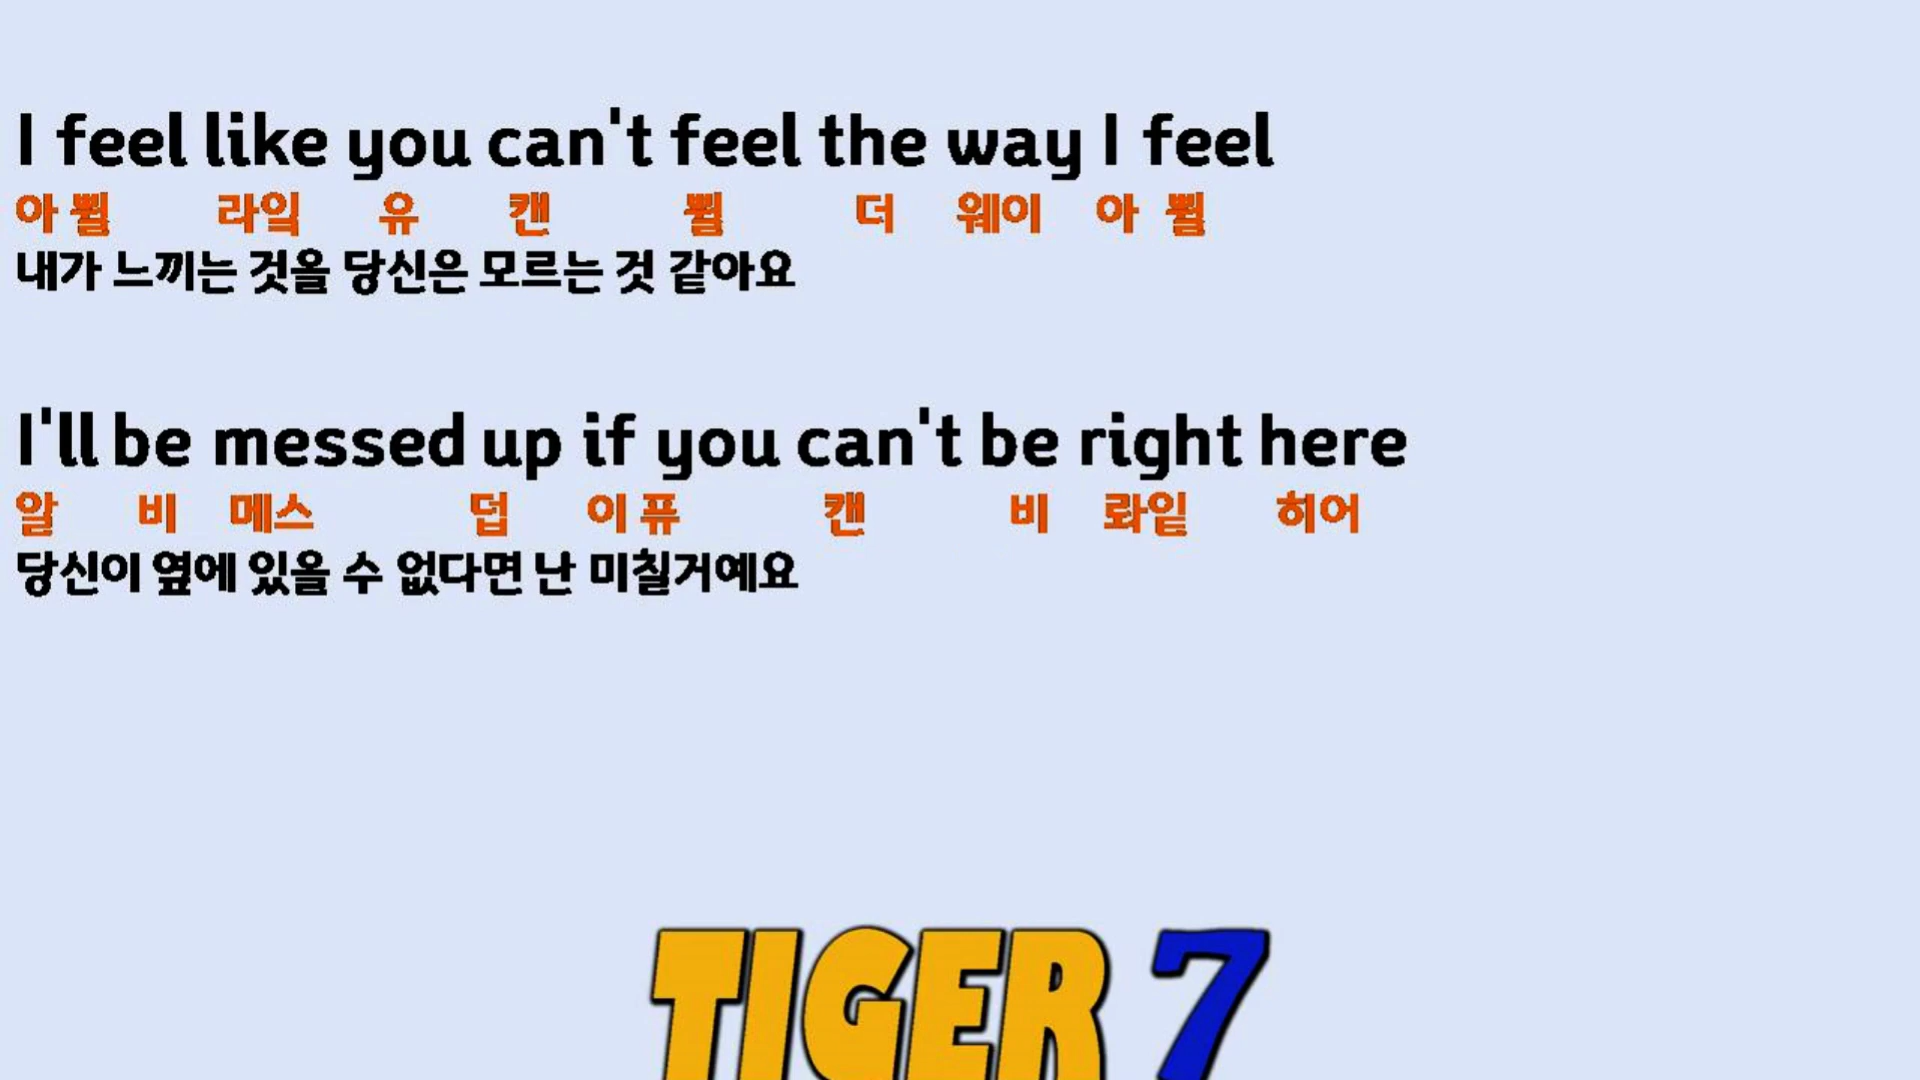 I feel like you can't feel the way I feel
아 쀨 라잌 유 캔 쀨 더 웨이 아 쀨
내가 느끼는 것을 당신은 모르는 것 같아요
I'll be messed up if you can't be right here
알 비 메스 덥 이 퓨 캔 비 롸잍 히어
당신이 옆에 있을 수 없다면 난 미칠거예요
TIGER 7